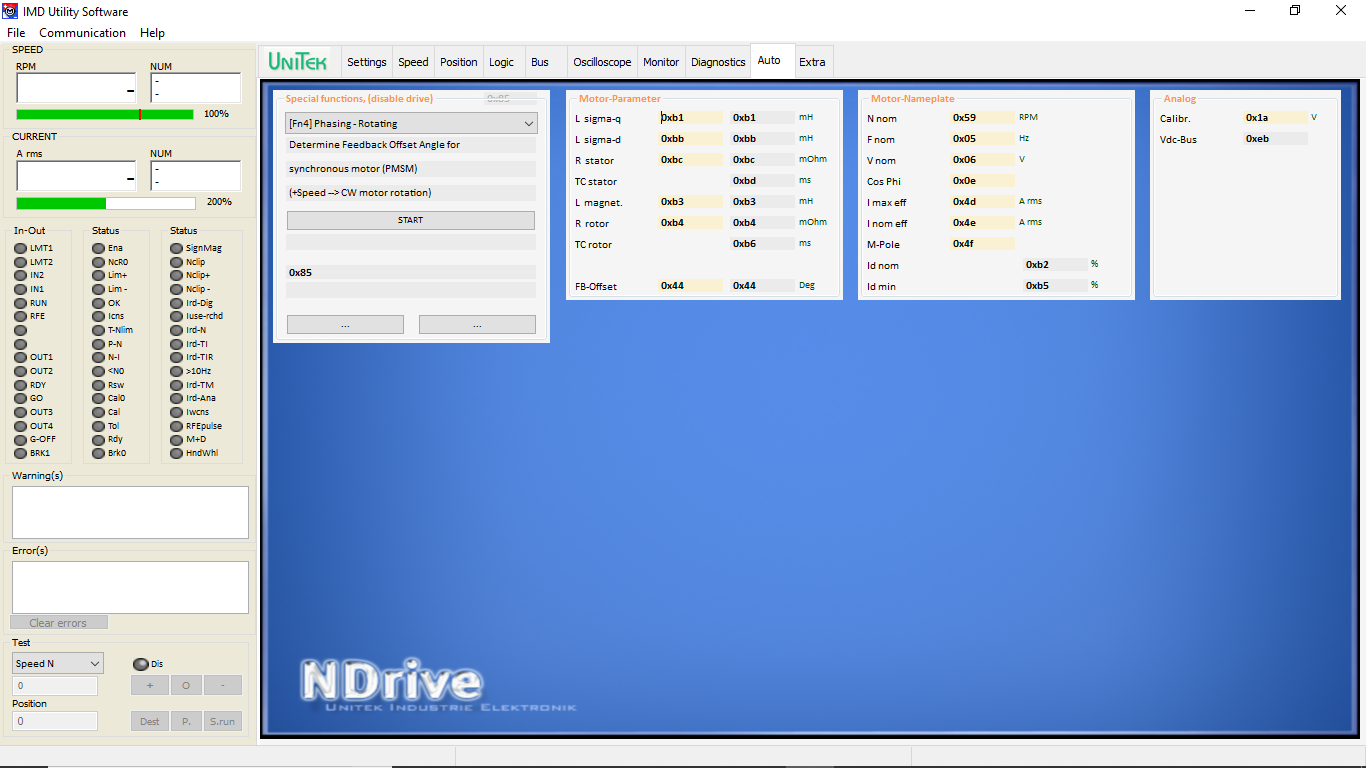 IMD Utility Software
File Communication Help
SPEED
RPM NUM
- -
-
100%
CURRENT
A rms NUM
- -
-
200%
In-Out Status Status
LMT1 Ena SignMag
LMT2 NcR0 Nclip
IN2 Lim+ Nclip+
IN1 Lim - Nclip -
RUN OK Ird-Dig
RFE Icns Iuse-rchd
T-Nlim Ird-N
P-N Ird-TI
OUT1 N-I Ird-TIR
OUT2 <N0 >10Hz
RDY Rsw Ird-TM
GO Cal0 Ird-Ana
OUT3 Cal Iwcns
OUT4 Tol RFEpulse
G-OFF Rdy M+D
BRK1 Brk0 HndWhl
Warning(s)
Error(s)
Clear errors
Test
Speed N Dis
0 + O -
Position
0 Dest P. S.run
UNITEK Settings Speed Position Logic Bus Oscilloscope Monitor Diagnostics Auto Extra
Special functions, (disable drive) 0x85
[Fn4] Phasing - Rotating
Determine Feedback Offset Angle for
synchronous motor (PMSM)
(+Speed --> CW motor rotation)
START
0x85
... ...
Motor-Parameter
L sigma-q 0xb1 0xb1 mH
L sigma-d 0xbb 0xbb mH
R stator 0xbc 0xbc mOhm
TC stator 0xbd ms
L magnet. 0xb3 0xb3 mH
R rotor 0xb4 0xb4 mOhm
TC rotor 0xb6 ms
FB-Offset 0x44 0x44 Deg
Motor-Nameplate
N nom 0x59 RPM
F nom 0x05 Hz
V nom 0x06 V
Cos Phi 0x0e
I max eff 0x4d A rms
I nom eff 0x4e A rms
M-Pole 0x4f
Id nom 0xb2 %
Id min 0xb5 %
Analog
Calibr. 0x1a V
Vdc-Bus 0xeb
NDrive
UNITEK INDUSTRIE ELEKTRONIK